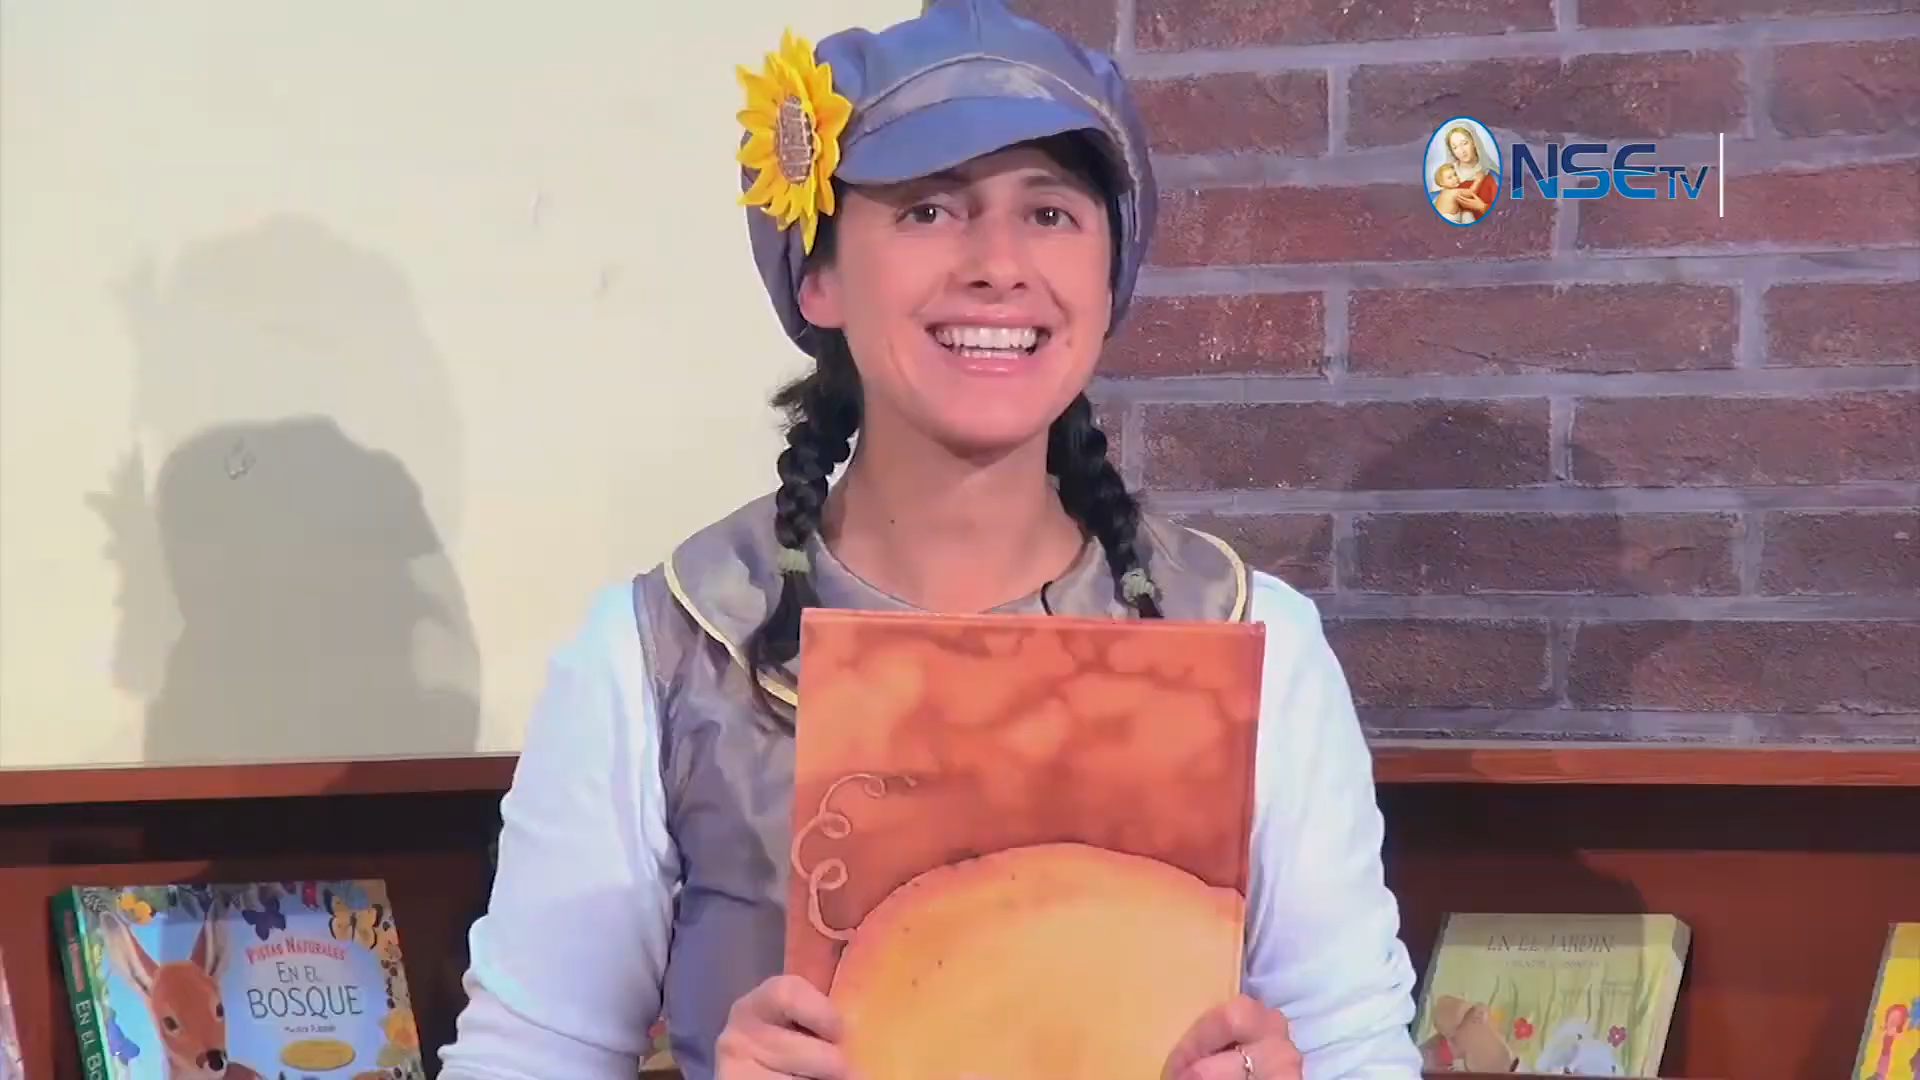 NSETV
PISTAS NATURALES
EN EL
BOSQUE
EN EL BO
EN EL JARDÍN